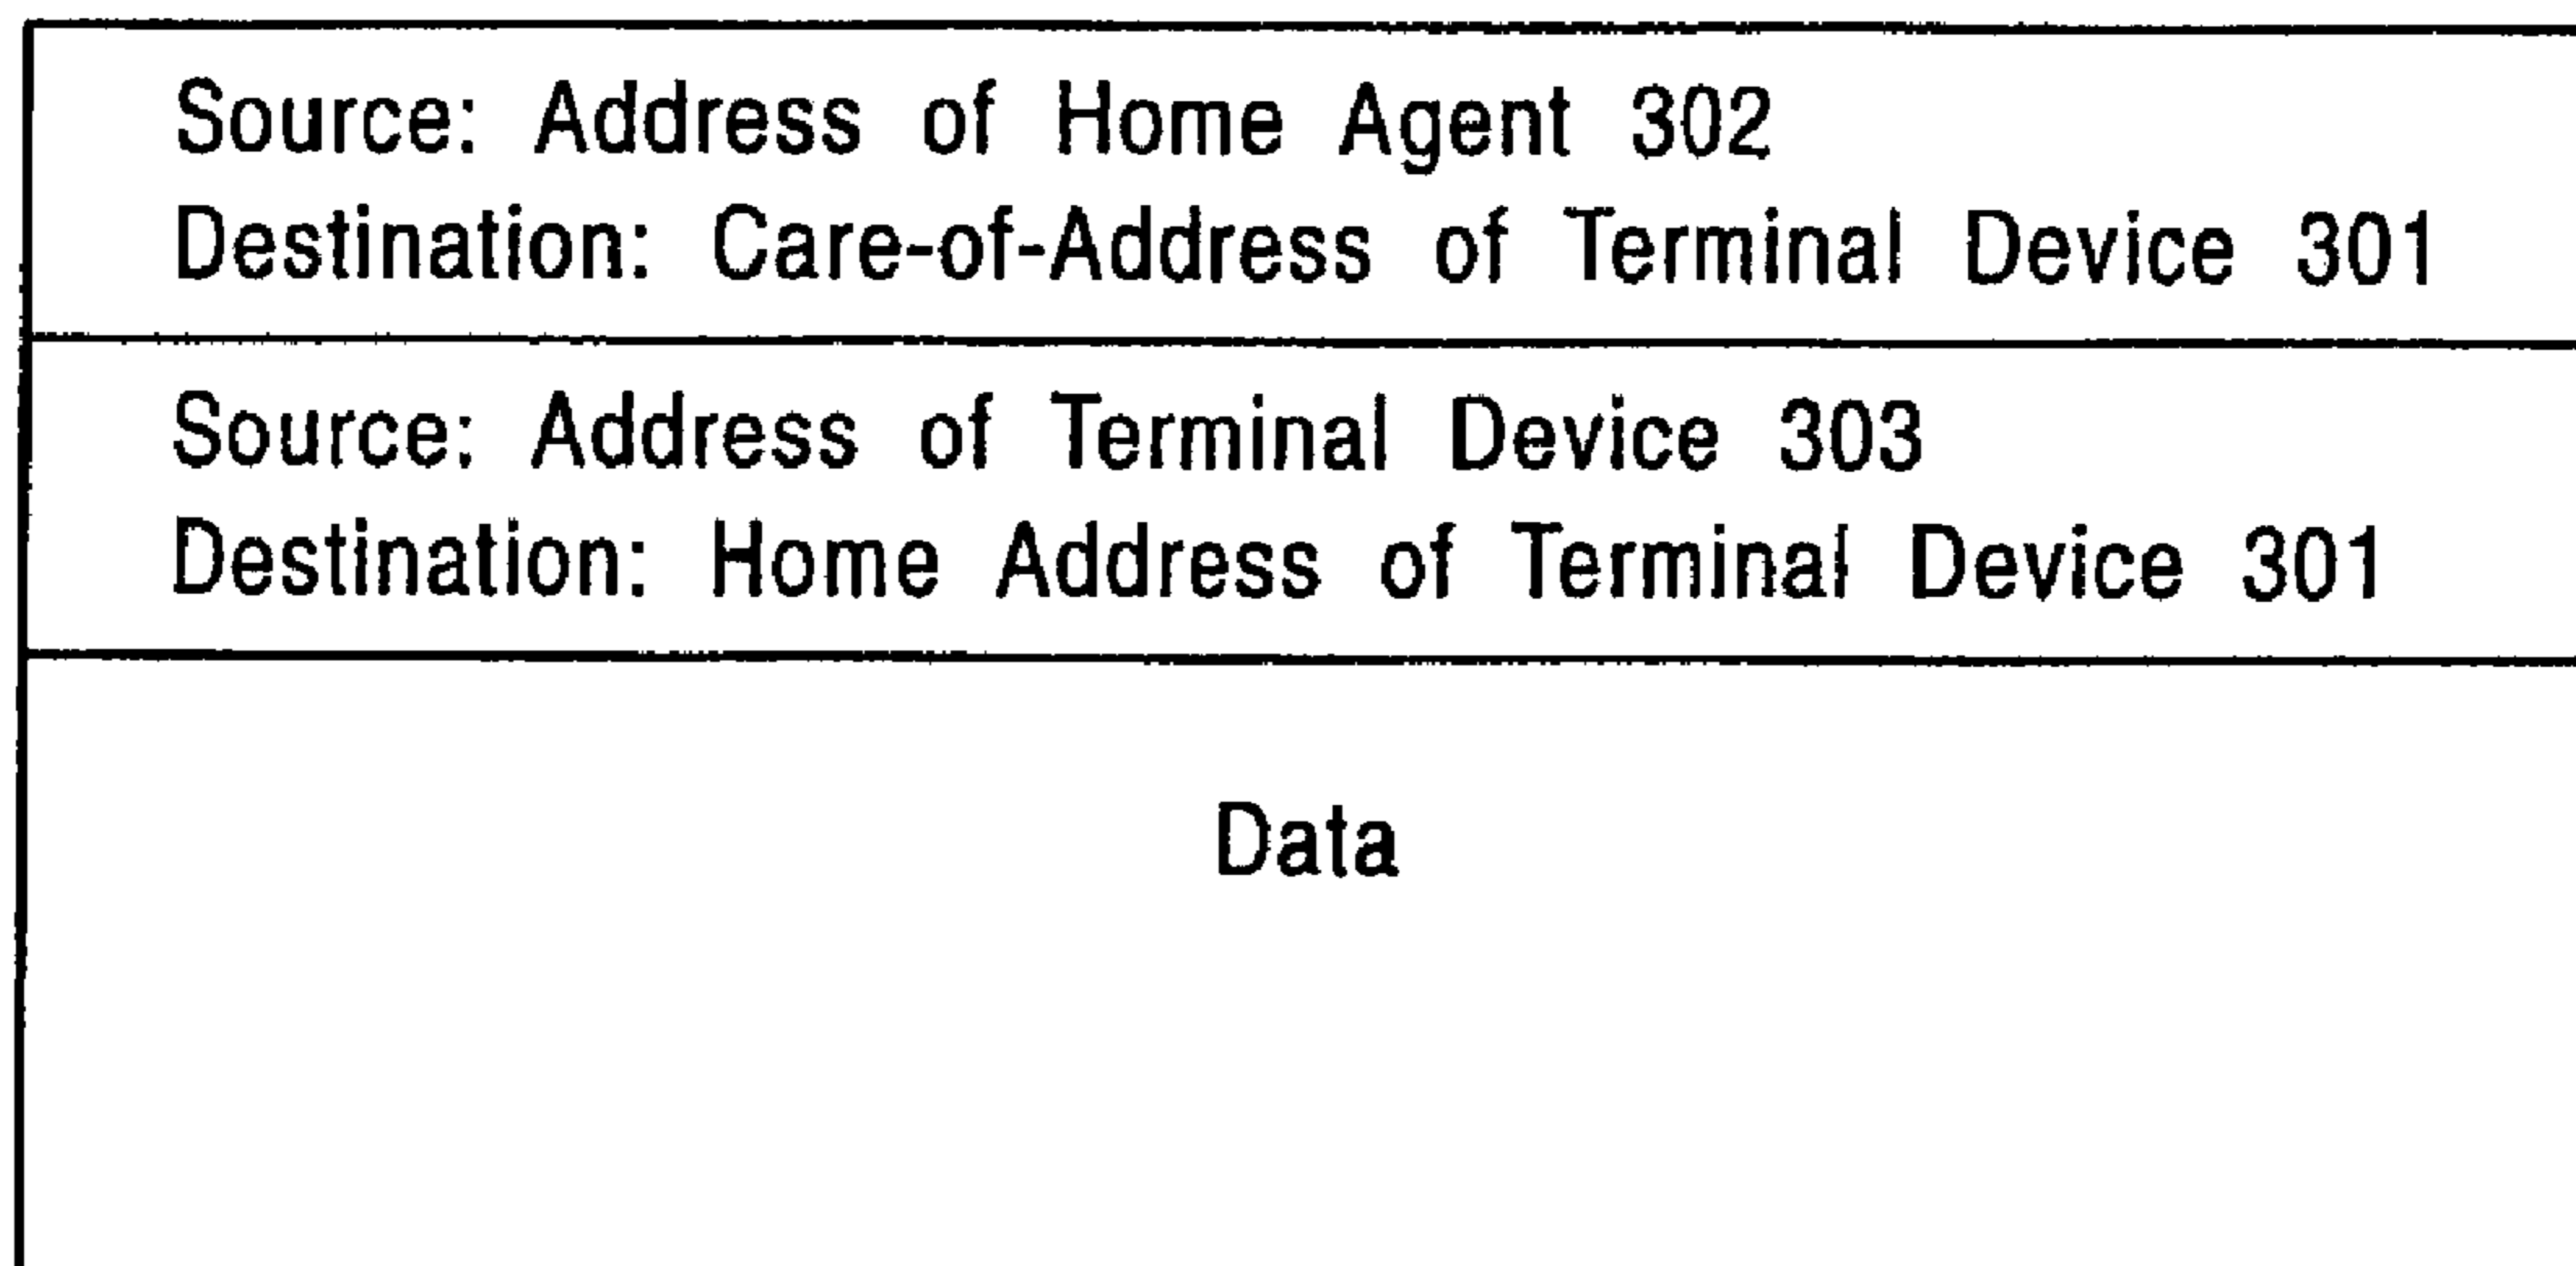 Source: Address of Home Agent 302
Destination: Care-of-Address of Terminal Device 301
Source: Address of Terminal Device 303
Destination: Home Address of Terminal Device 301
Data